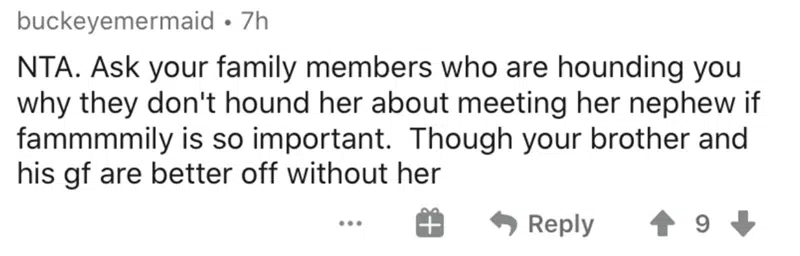 buckeyemermaid • 7h
NTA. Ask your family members who are hounding you
why they don't hound her about meeting her nephew if
fammmmily is so important.  Though your brother and
his gf are better off without her
... Reply 9